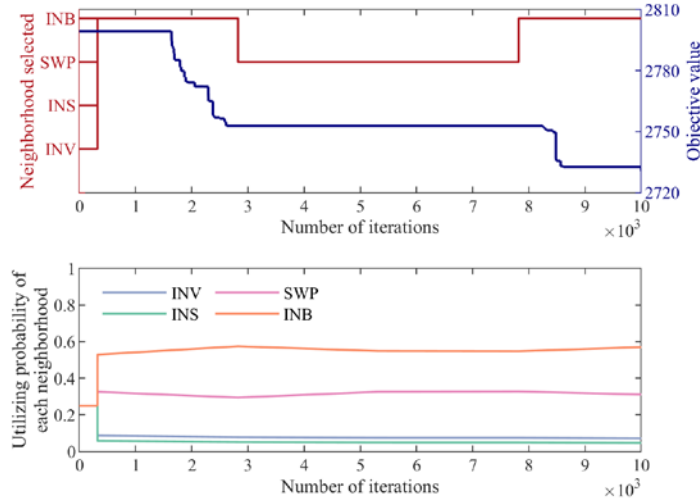 INB
SWP
INS
INV
Neighborhood selected
2810
2780
2750
2720
Objective value
0 1 2 3 4 5 6 7 8 9 10
Number of iterations
×10³
1
0.8
0.6
0.4
0.2
0
Utilizing probability of
each neighborhood
INV SWP
INS INB
0 1 2 3 4 5 6 7 8 9 10
Number of iterations
×10³